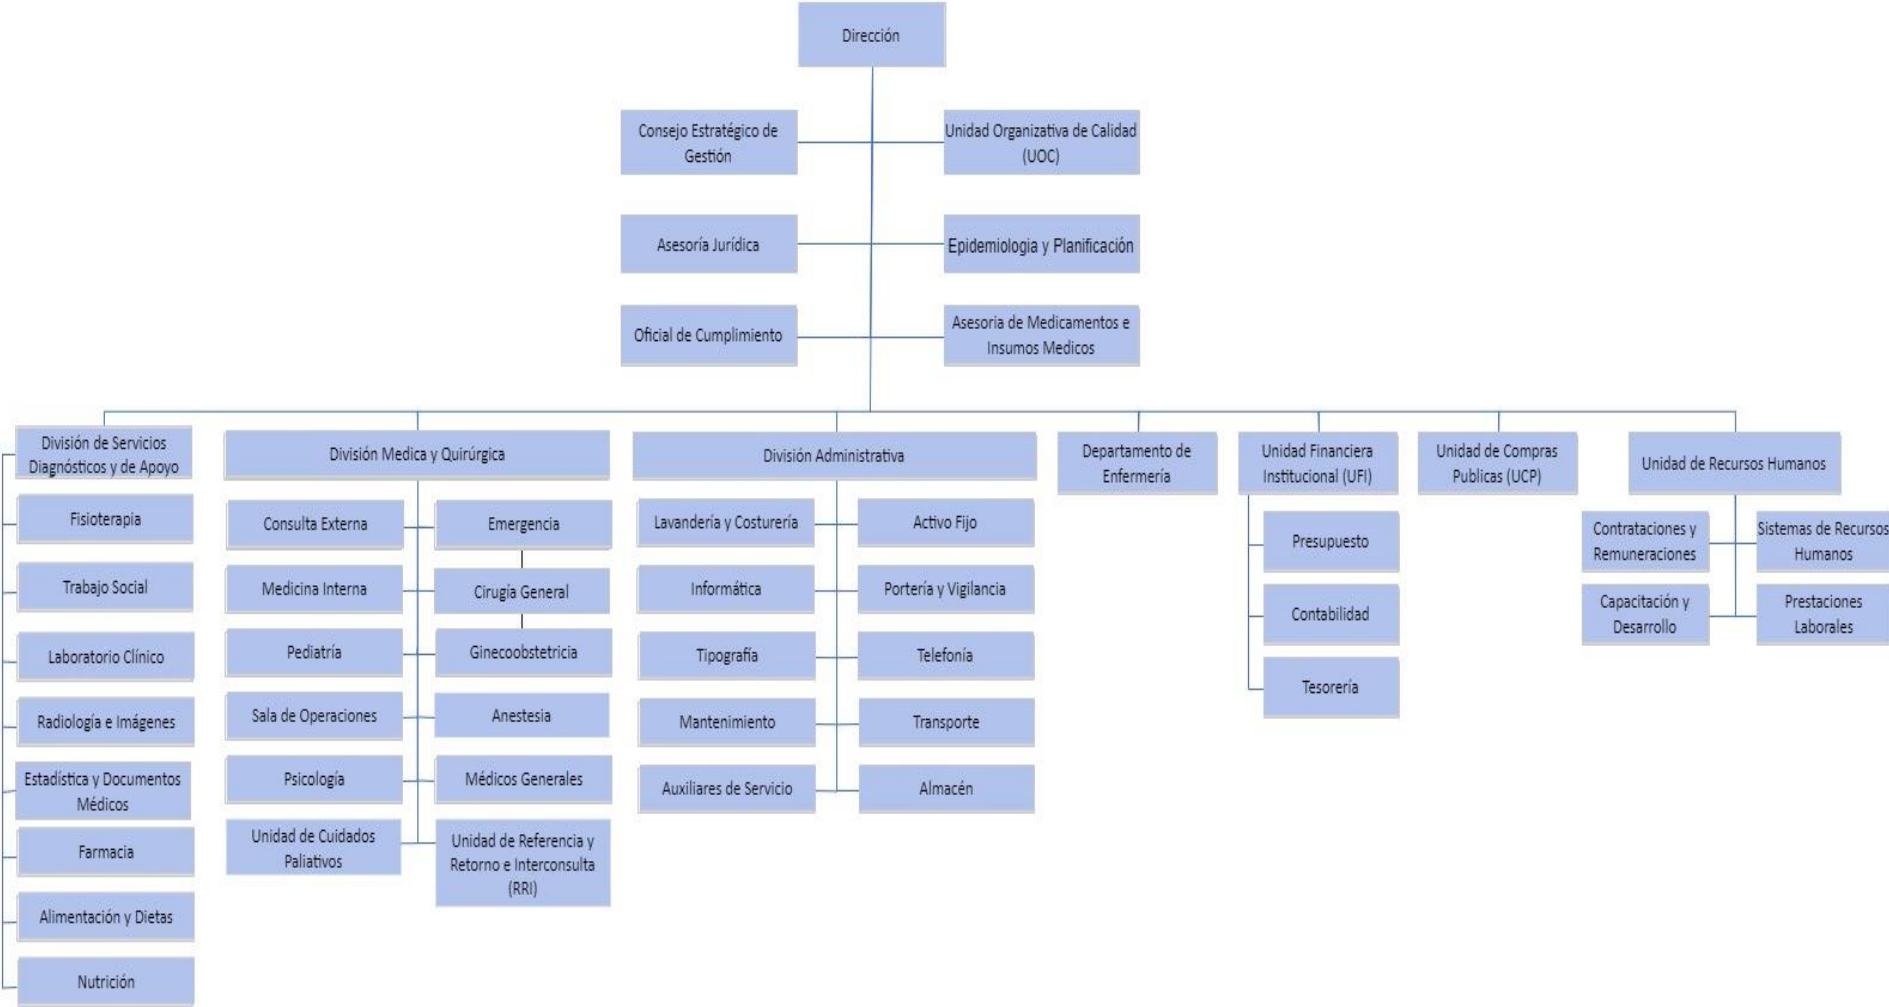 Dirección
Consejo Estratégico de
Gestión
Unidad Organizativa de Calidad
(UOC)
Asesoría Jurídica
Epidemiologia y Planificación
Oficial de Cumplimiento
Asesoria de Medicamentos e
Insumos Medicos
División de Servicios
Diagnósticos y de Apoyo
Fisioterapia
Trabajo Social
Laboratorio Clínico
Radiología e Imágenes
Estadística y Documentos
Médicos
Farmacia
Alimentación y Dietas
Nutrición
División Medica y Quirúrgica
Consulta Externa
Emergencia
Medicina Interna
Cirugía General
Pediatría
Ginecoobstetricia
Sala de Operaciones
Anestesia
Psicología
Médicos Generales
Unidad de Cuidados
Paliativos
Unidad de Referencia y
Retorno e Interconsulta
(RRI)
División Administrativa
Lavandería y Costurería
Activo Fijo
Informática
Portería y Vigilancia
Tipografía
Telefonía
Mantenimiento
Transporte
Auxiliares de Servicio
Almacén
Departamento de
Enfermería
Unidad Financiera
Institucional (UFI)
Presupuesto
Contabilidad
Tesorería
Unidad de Compras
Publicas (UCP)
Unidad de Recursos Humanos
Contrataciones y
Remuneraciones
Sistemas de Recursos
Humanos
Capacitación y
Desarrollo
Prestaciones
Laborales